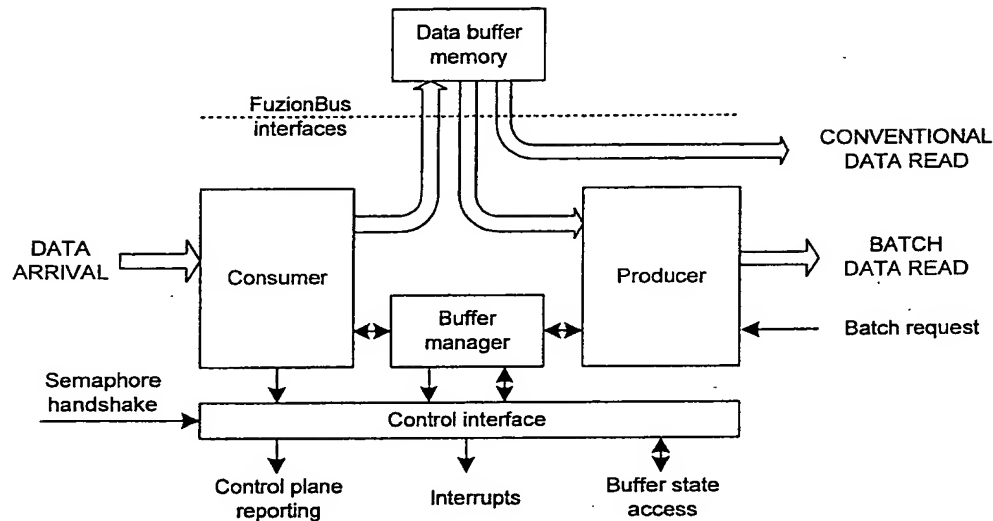 Data buffer
memory
FuzionBus
interfaces
CONVENTIONAL
DATA READ
DATA
ARRIVAL
Consumer
Producer
BATCH
DATA READ
Buffer
manager
Batch request
Semaphore
handshake
Control interface
Control plane
reporting
Interrupts
Buffer state
access